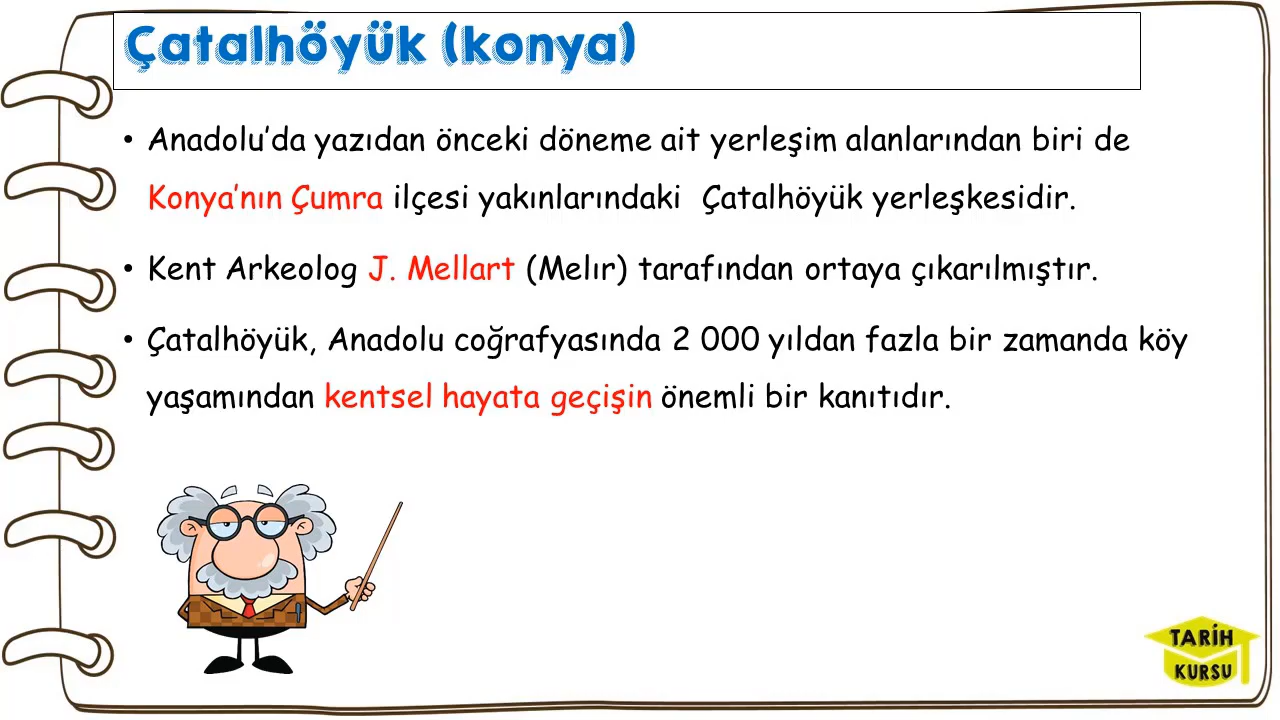 Çatalhöyük (konya)
• Anadolu’da yazıdan önceki döneme ait yerleşim alanlarından biri de
Konya’nın Çumra ilçesi yakınlarındaki Çatalhöyük yerleşkesidir.
• Kent Arkeolog J. Mellart (Melır) tarafından ortaya çıkarılmıştır.
• Çatalhöyük, Anadolu coğrafyasında 2 000 yıldan fazla bir zamanda köy
yaşamından kentsel hayata geçişin önemli bir kanıtıdır.
TARİH
KURSU